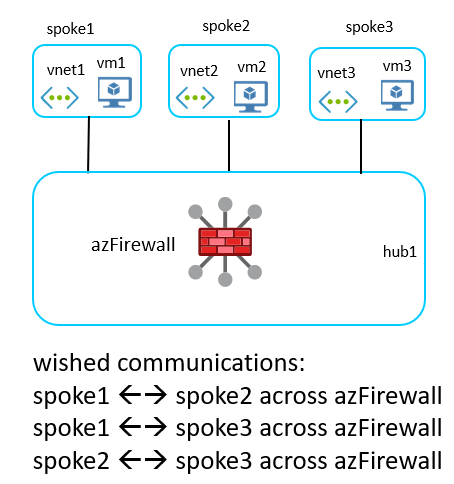 spoke1
spoke2
spoke3
vnet1
vm1
vnet2
vm2
vnet3
vm3
azFirewall
hub1
wished communications:
spoke1 ←→ spoke2 across azFirewall
spoke1 ←→ spoke3 across azFirewall
spoke2 ←→ spoke3 across azFirewall